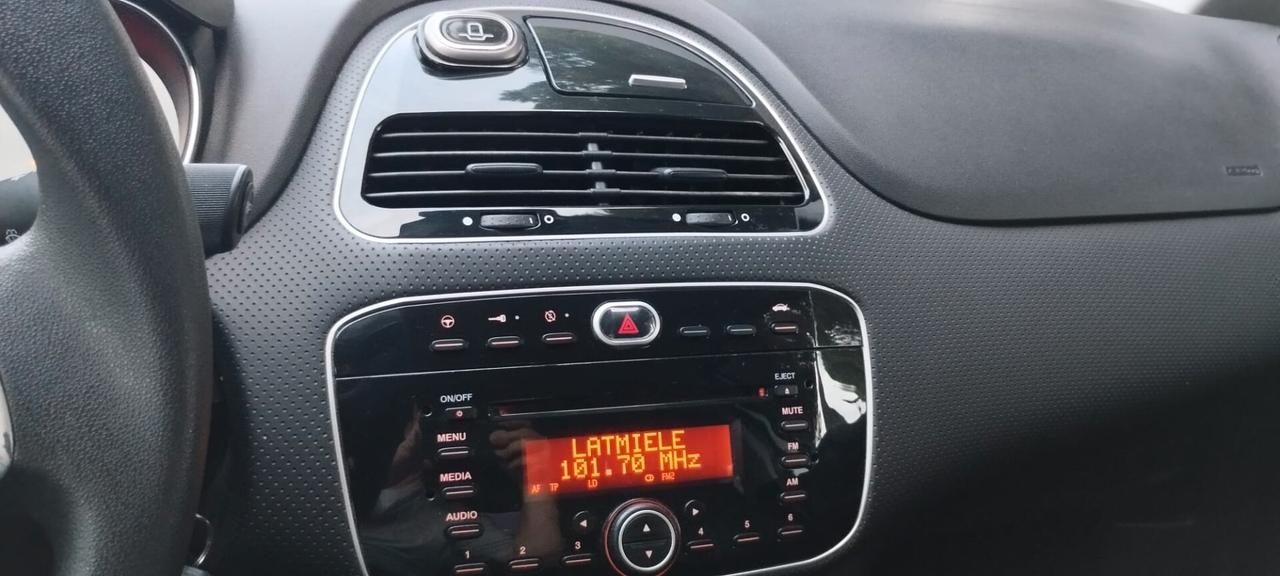 ON/OFF
EJECT
MENU
MUTE
MEDIA
FM
AUDIO
AM
LATMIELE
101.70 MHz
AF TP LD CD FM2
1 2 3 4 5 6